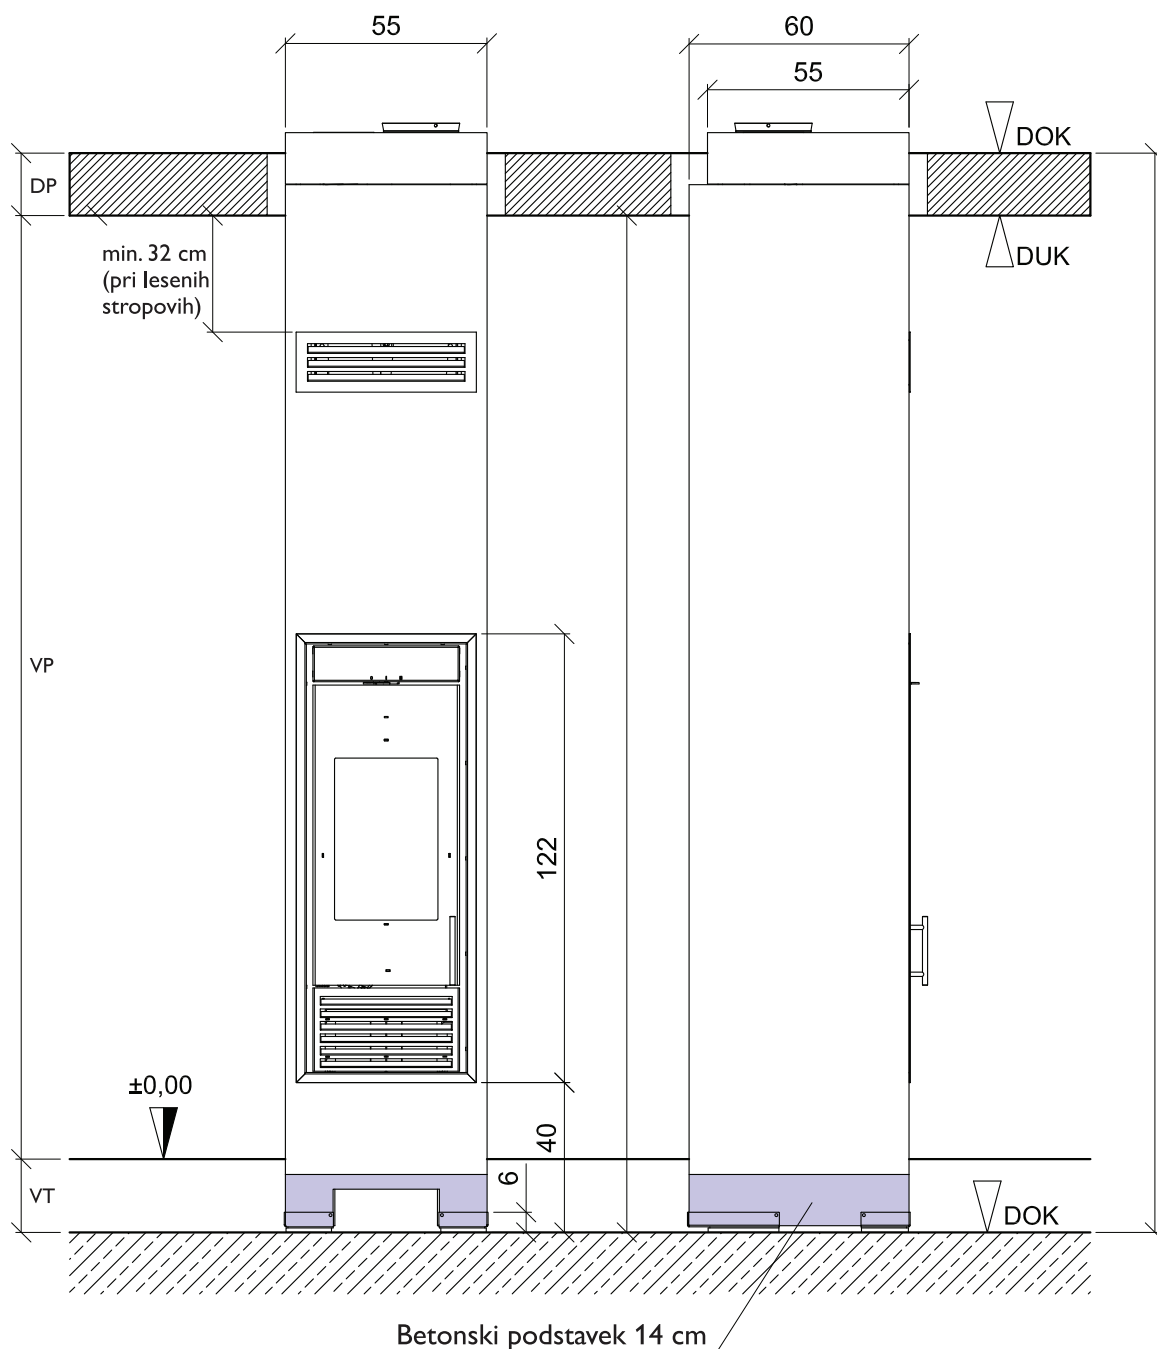 55
60
55
DOK
DP
DUK
min. 32 cm
(pri lesenih
stropovih)
VP
122
±0,00
40
6
VT
DOK
Betonski podstavek 14 cm